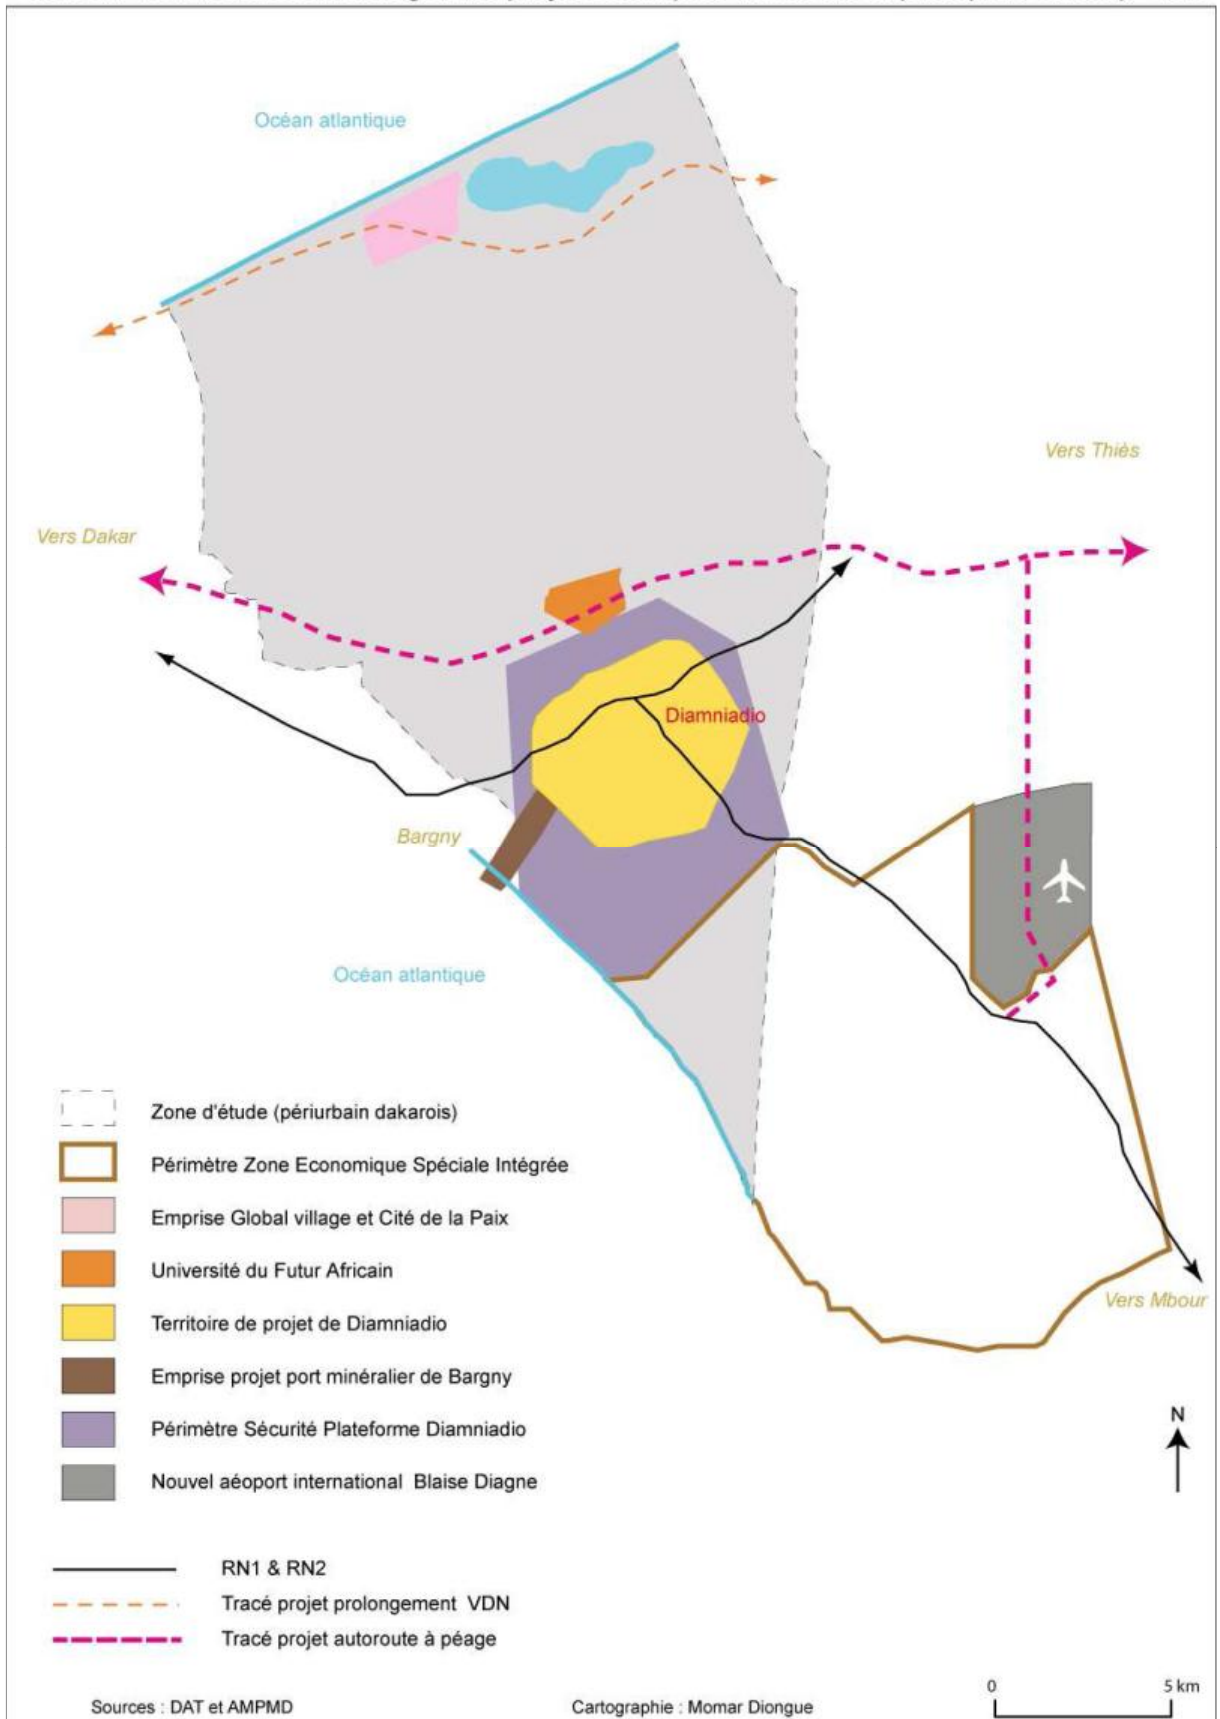 Océan atlantique
Vers Thiès
Vers Dakar
Diamniadio
Bargny
Océan atlantique
Vers Mbour
Zone d'étude (périurbain dakarois)
Périmètre Zone Economique Spéciale Intégrée
Emprise Global village et Cité de la Paix
Université du Futur Africain
Territoire de projet de Diamniadio
Emprise projet port minéralier de Bargny
Périmètre Sécurité Plateforme Diamniadio
Nouvel aéoport international Blaise Diagne
N
RN1 & RN2
Tracé projet prolongement VDN
Tracé projet autoroute à péage
0 5 km
Sources : DAT et AMPMD Cartographie : Momar Diongue